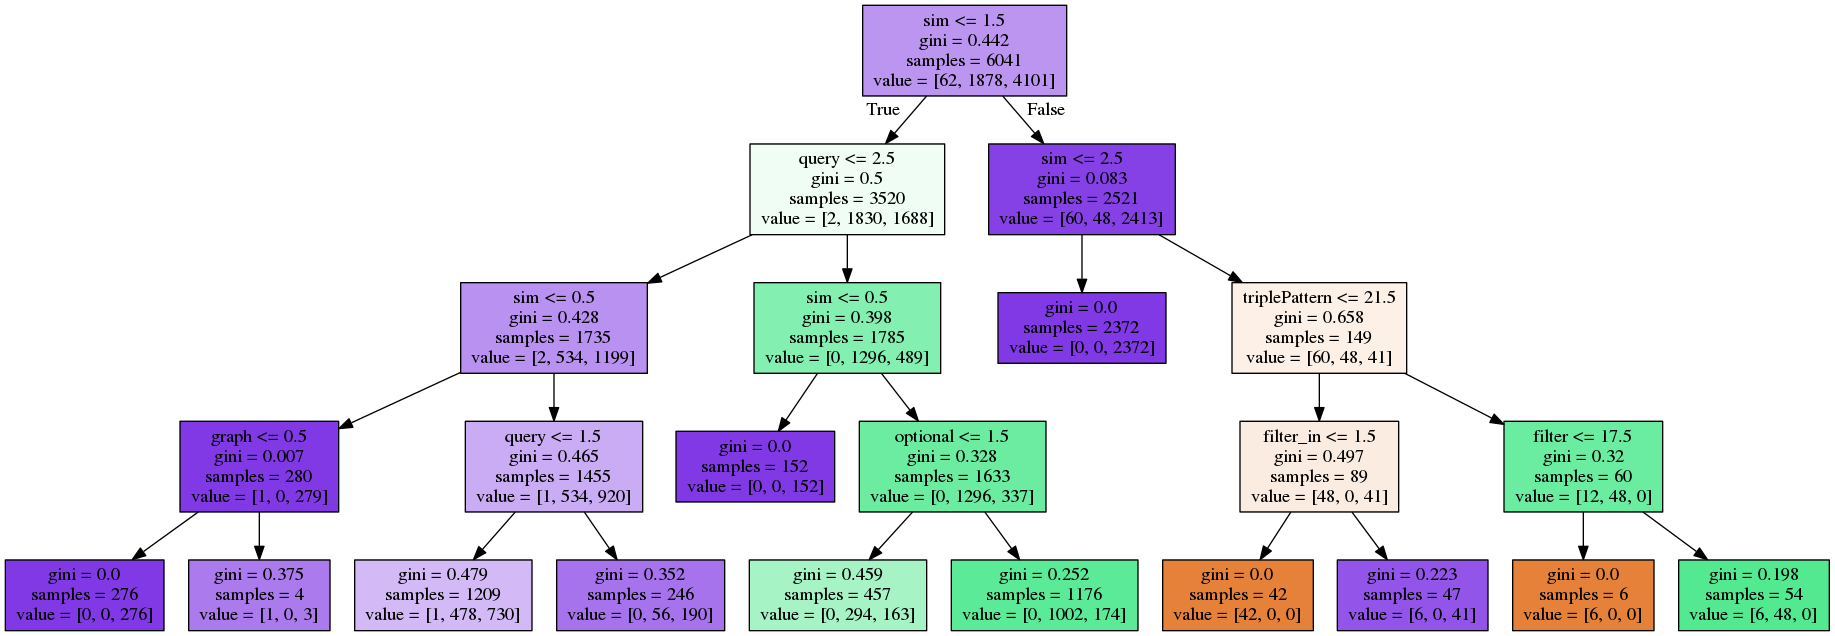 sim <= 1.5
gini = 0.442
samples = 6041
value = [62, 1878, 4101]
True
False
query <= 2.5
gini = 0.5
samples = 3520
value = [2, 1830, 1688]
sim <= 2.5
gini = 0.083
samples = 2521
value = [60, 48, 2413]
sim <= 0.5
gini = 0.428
samples = 1735
value = [2, 534, 1199]
sim <= 0.5
gini = 0.398
samples = 1785
value = [0, 1296, 489]
gini = 0.0
samples = 2372
value = [0, 0, 2372]
triplePattern <= 21.5
gini = 0.658
samples = 149
value = [60, 48, 41]
graph <= 0.5
gini = 0.007
samples = 280
value = [1, 0, 279]
query <= 1.5
gini = 0.465
samples = 1455
value = [1, 534, 920]
gini = 0.0
samples = 152
value = [0, 0, 152]
optional <= 1.5
gini = 0.328
samples = 1633
value = [0, 1296, 337]
filter_in <= 1.5
gini = 0.497
samples = 89
value = [48, 0, 41]
filter <= 17.5
gini = 0.32
samples = 60
value = [12, 48, 0]
gini = 0.0
samples = 276
value = [0, 0, 276]
gini = 0.375
samples = 4
value = [1, 0, 3]
gini = 0.479
samples = 1209
value = [1, 478, 730]
gini = 0.352
samples = 246
value = [0, 56, 190]
gini = 0.459
samples = 457
value = [0, 294, 163]
gini = 0.252
samples = 1176
value = [0, 1002, 174]
gini = 0.0
samples = 42
value = [42, 0, 0]
gini = 0.223
samples = 47
value = [6, 0, 41]
gini = 0.0
samples = 6
value = [6, 0, 0]
gini = 0.198
samples = 54
value = [6, 48, 0]